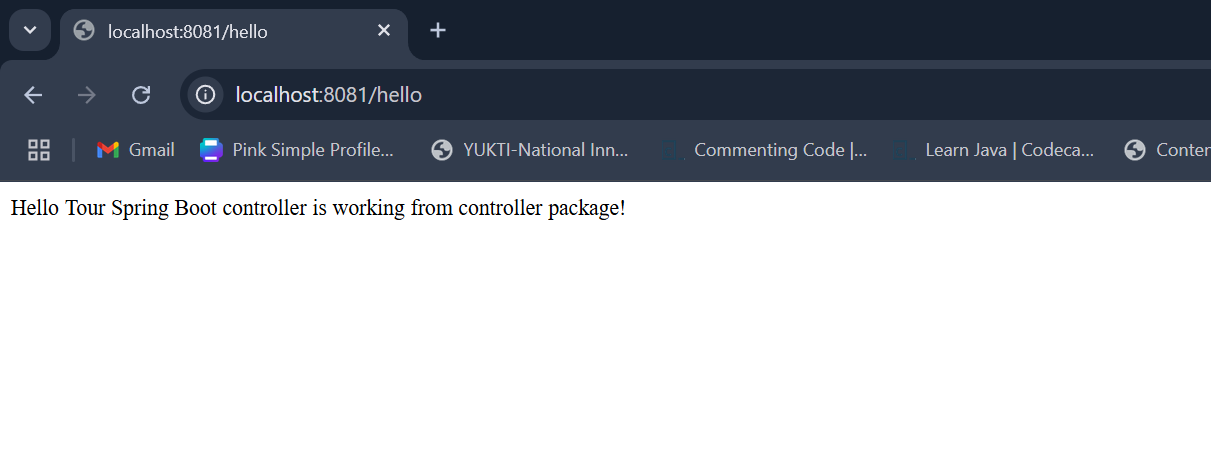 localhost:8081/hello
localhost:8081/hello
Gmail Pink Simple Profile... YUKTI-National Inn... Commenting Code |... Learn Java | Codeca... Conter
Hello Tour Spring Boot controller is working from controller package!